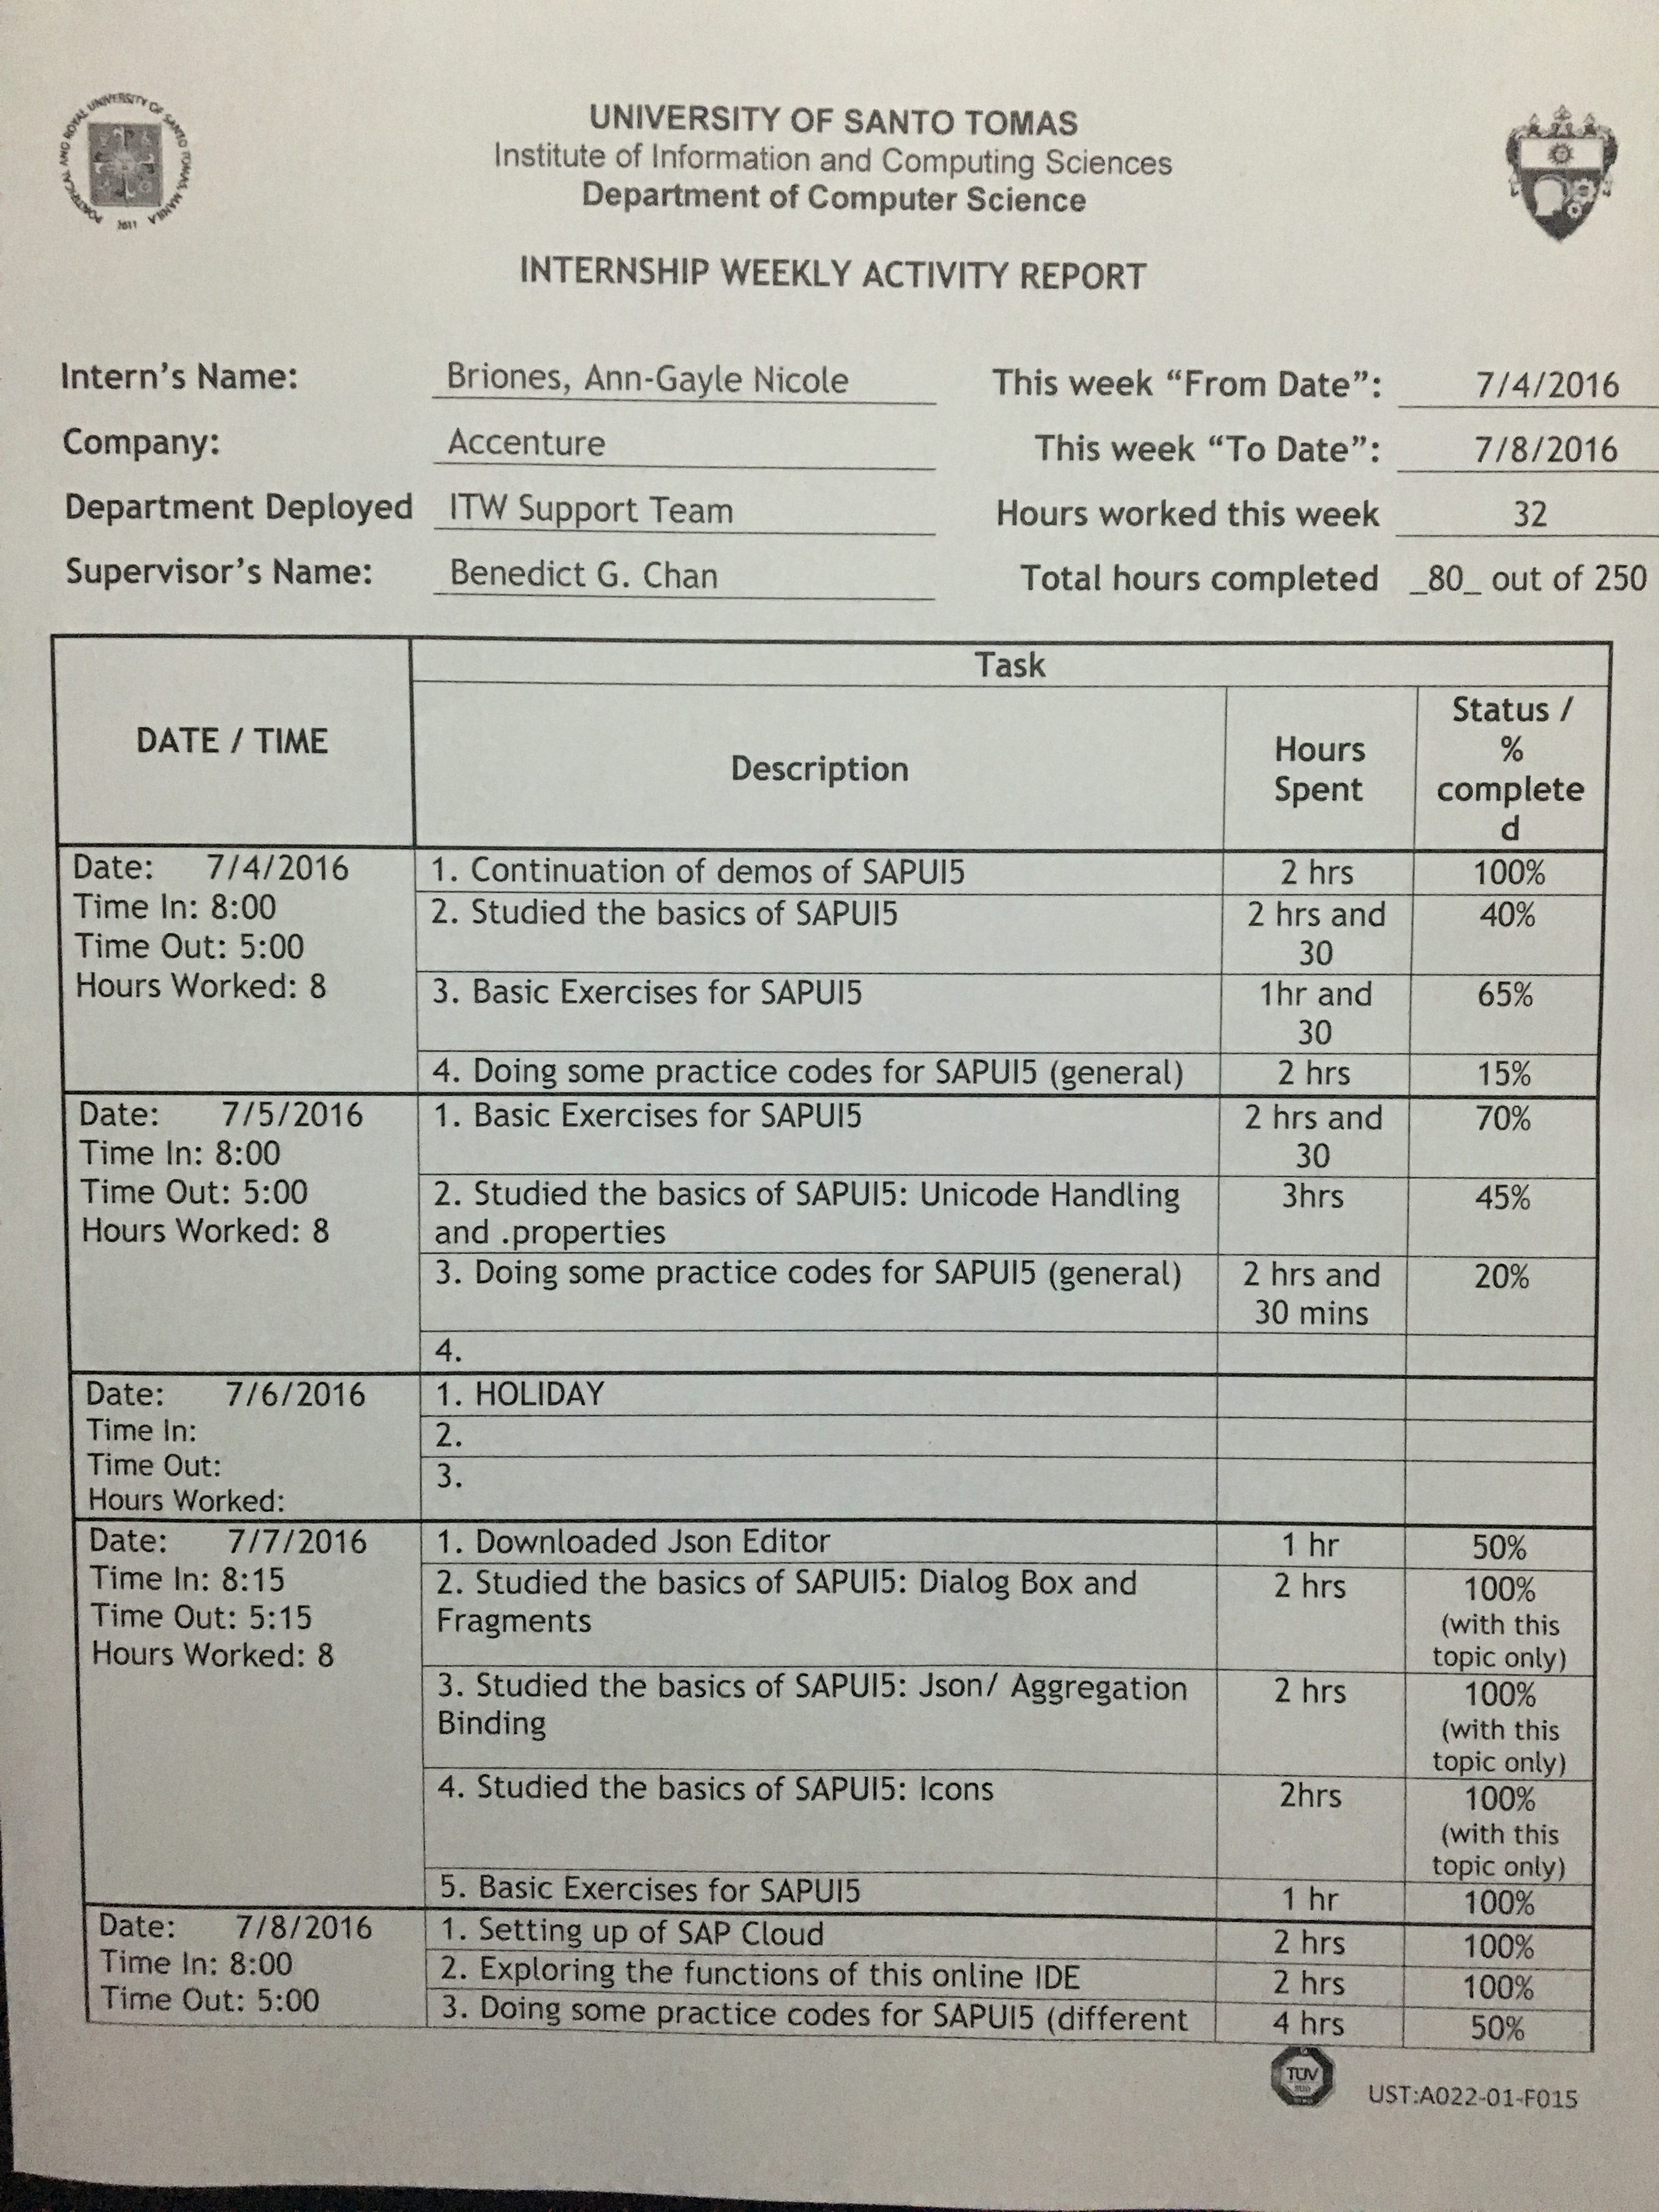 PONTIFICAL AND ROYAL UNIVERSITY OF SANTO TOMAS, MANILA
1611
UNIVERSITY OF SANTO TOMAS
Institute of Information and Computing Sciences
Department of Computer Science
INTERNSHIP WEEKLY ACTIVITY REPORT
Intern's Name: Briones, Ann-Gayle Nicole This week “From Date”: 7/4/2016
Company: Accenture This week “To Date”: 7/8/2016
Department Deployed ITW Support Team Hours worked this week 32
Supervisor's Name: Benedict G. Chan Total hours completed _80_ out of 250
DATE / TIME
Task
Description
Hours
Spent
Status /
%
complete
d
Date: 7/4/2016
Time In: 8:00
Time Out: 5:00
Hours Worked: 8
1. Continuation of demos of SAPUI5 2 hrs 100%
2. Studied the basics of SAPUI5 2 hrs and 40%
30
3. Basic Exercises for SAPUI5 1hr and 65%
30
4. Doing some practice codes for SAPUI5 (general) 2 hrs 15%
Date: 7/5/2016
Time In: 8:00
Time Out: 5:00
Hours Worked: 8
1. Basic Exercises for SAPUI5 2 hrs and 70%
30
2. Studied the basics of SAPUI5: Unicode Handling 3hrs 45%
and .properties
3. Doing some practice codes for SAPUI5 (general) 2 hrs and 20%
30 mins
4.
Date: 7/6/2016
Time In:
Time Out:
Hours Worked:
1. HOLIDAY
2.
3.
Date: 7/7/2016
Time In: 8:15
Time Out: 5:15
Hours Worked: 8
1. Downloaded Json Editor 1 hr 50%
2. Studied the basics of SAPUI5: Dialog Box and 2 hrs 100%
Fragments (with this
topic only)
3. Studied the basics of SAPUI5: Json/ Aggregation 2 hrs 100%
Binding (with this
topic only)
4. Studied the basics of SAPUI5: Icons 2hrs 100%
(with this
topic only)
5. Basic Exercises for SAPUI5 1 hr 100%
Date: 7/8/2016
Time In: 8:00
Time Out: 5:00
1. Setting up of SAP Cloud 2 hrs 100%
2. Exploring the functions of this online IDE 2 hrs 100%
3. Doing some practice codes for SAPUI5 (different 4 hrs 50%
TÜV
SÜD
UST:A022-01-F015